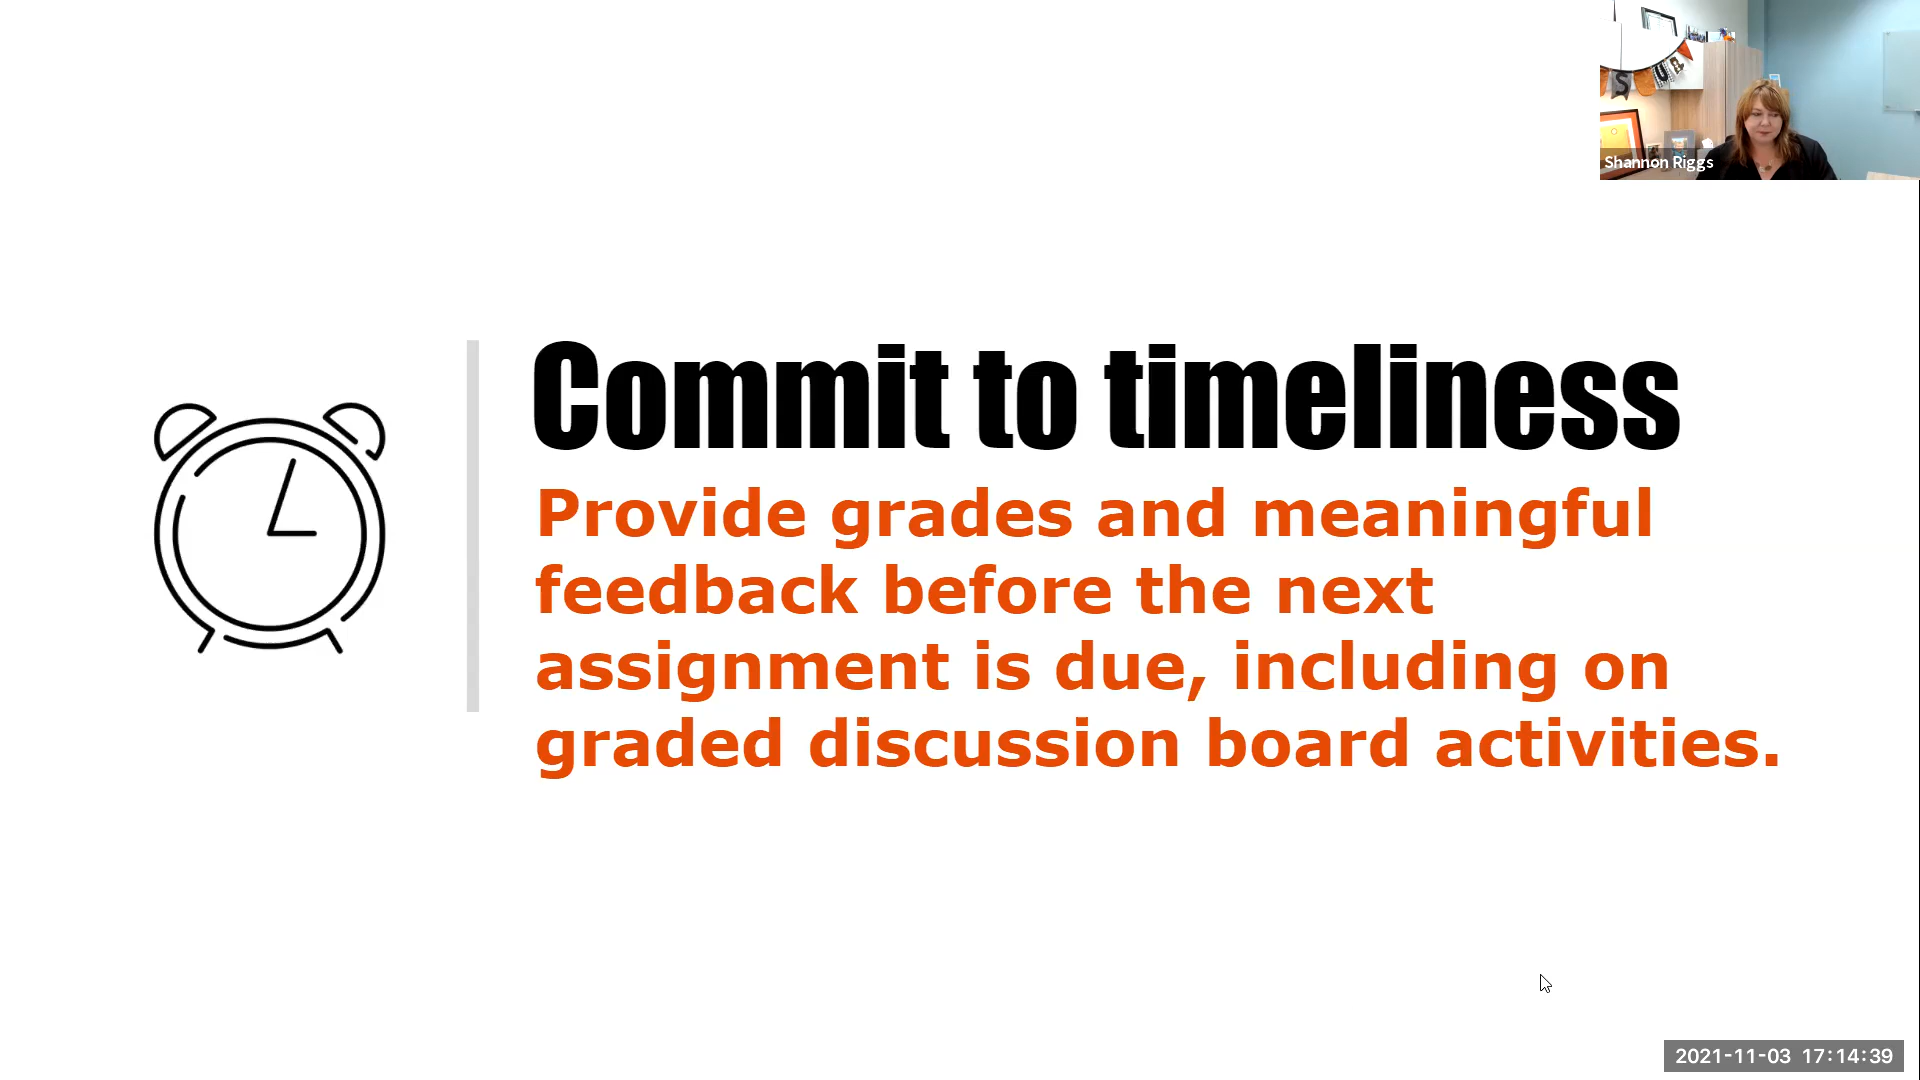 S U
Shannon Riggs
Commit to timeliness
Provide grades and meaningful
feedback before the next
assignment is due, including on
graded discussion board activities.
2021-11-03 17:14:39